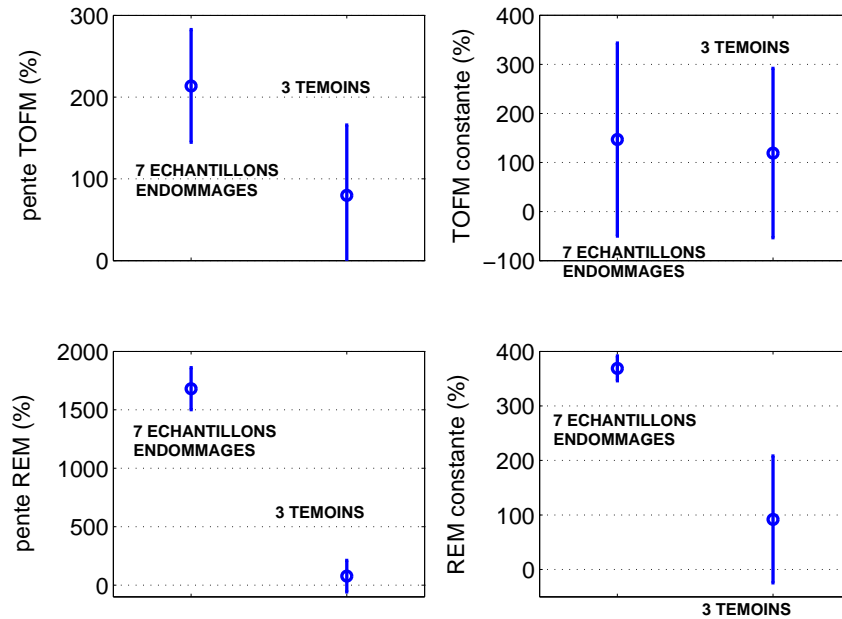 pente TOFM (%)
300
200
100
0
3 TEMOINS
7 ECHANTILLONS
ENDOMMAGES
TOFM constante (%)
400
300
200
100
0
−100
3 TEMOINS
7 ECHANTILLONS
ENDOMMAGES
pente REM (%)
2000
1500
1000
500
0
7 ECHANTILLONS
ENDOMMAGES
3 TEMOINS
REM constante (%)
400
300
200
100
0
7 ECHANTILLONS
ENDOMMAGES
3 TEMOINS